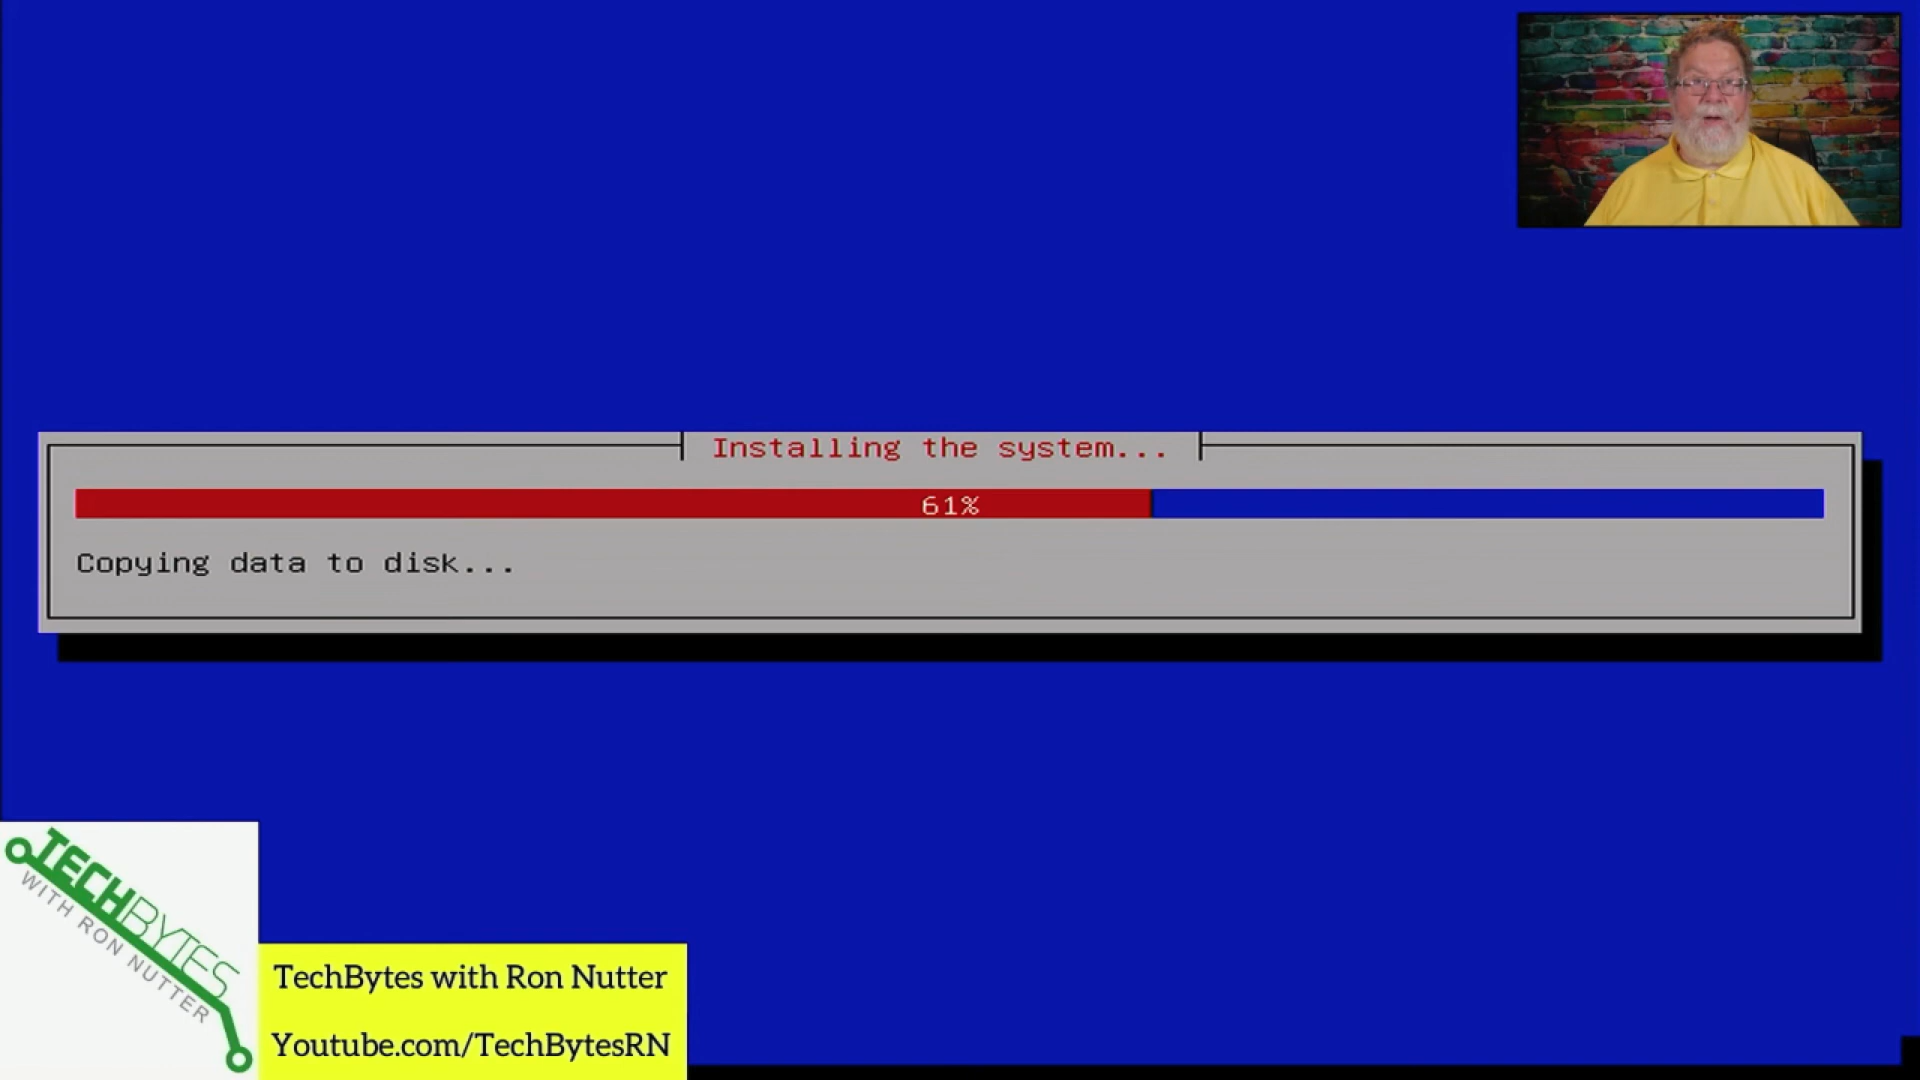 Installing the system...
61%
Copying data to disk...
TECHBYTES
WITH RON NUTTER
TechBytes with Ron Nutter
Youtube.com/TechBytesRN